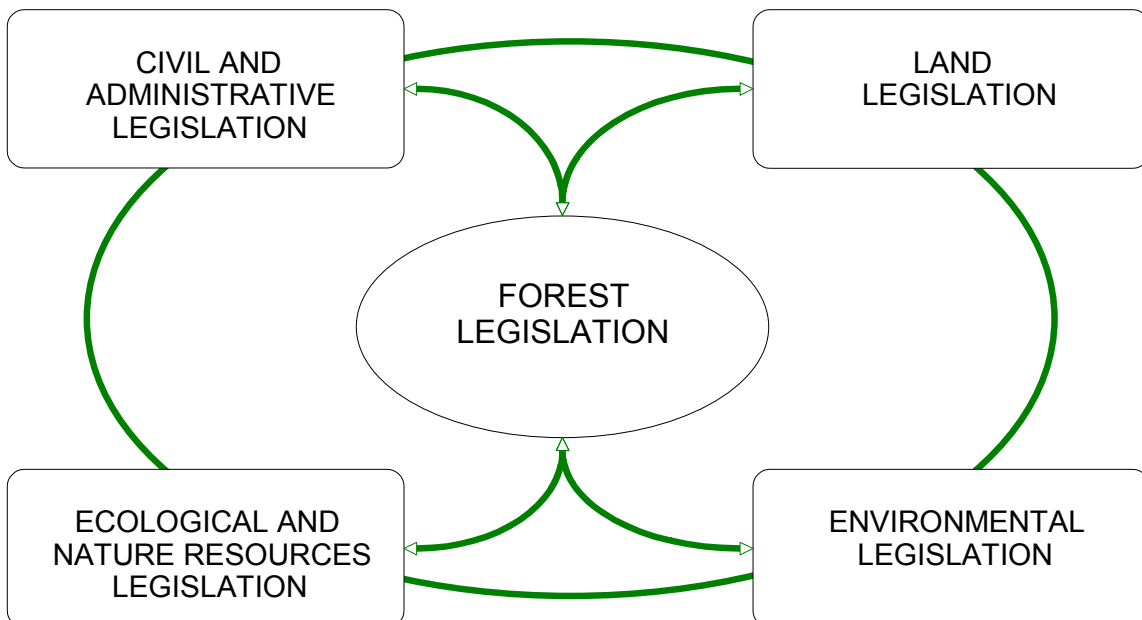 CIVIL AND
ADMINISTRATIVE
LEGISLATION
LAND
LEGISLATION
FOREST
LEGISLATION
ECOLOGICAL AND
NATURE RESOURCES
LEGISLATION
ENVIRONMENTAL
LEGISLATION